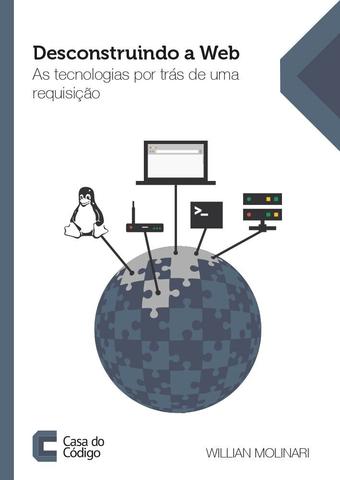 Desconstruindo a Web
As tecnologias por trás de uma
requisição
>_
Casa do
Código
WILLIAN MOLINARI